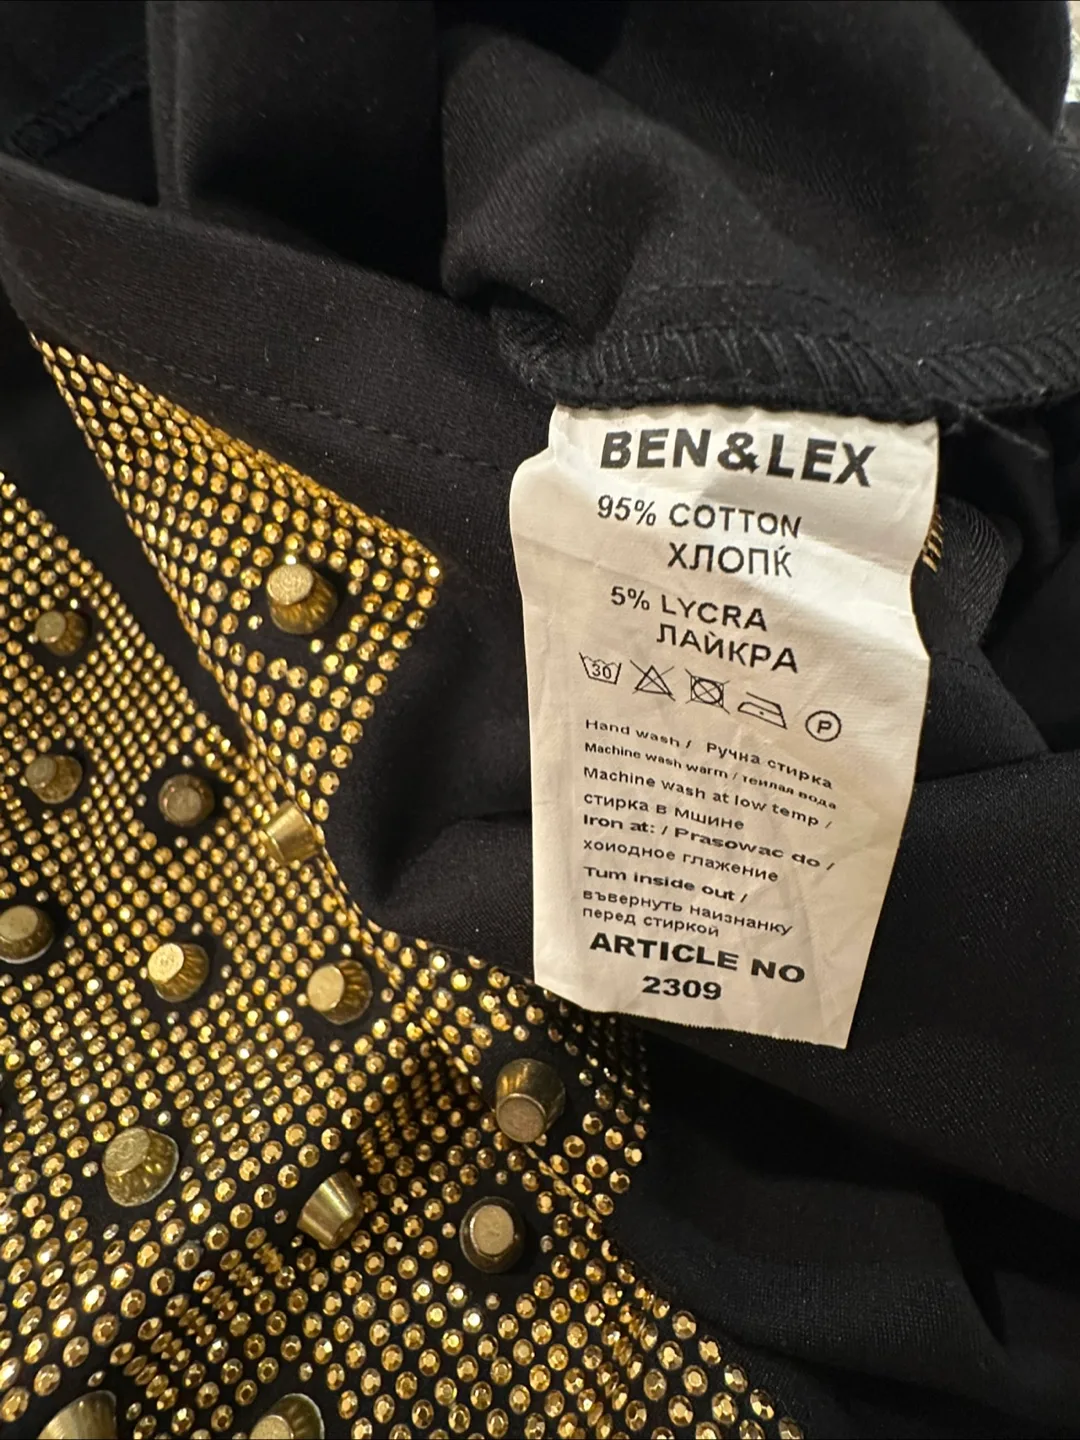 BEN&LEX
95% COTTON
ХЛОПЌ
5% LYCRA
ЛАЙКРА
30 P
Hand wash / Ручна стирка
Machine wash warm / теилая вода
Machine wash at low temp /
стирка в Мшине
Iron at: / Prasowac do /
хоиодное глажение
Tum inside out /
въвернуть наизнанку
перед стиркой
ARTICLE NO
2309